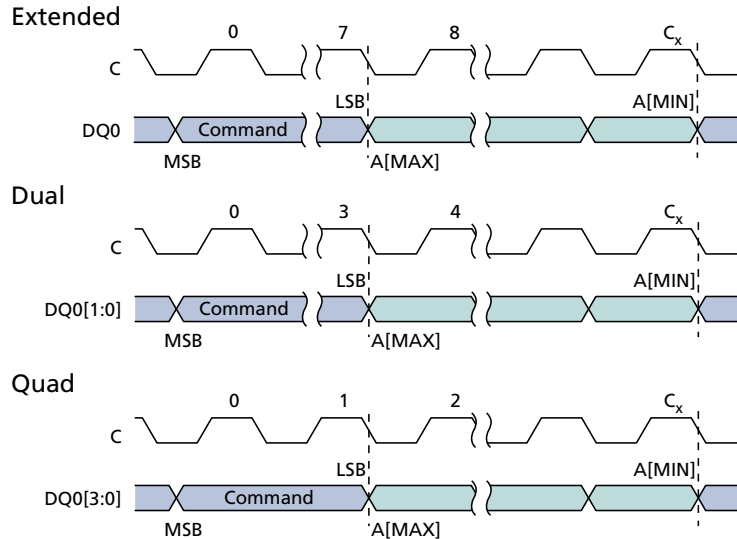 Extended
0 7 8 Cx
C
LSB A[MIN]
DQ0 Command
MSB A[MAX]
Dual
0 3 4 Cx
C
LSB A[MIN]
DQ0[1:0] Command
MSB A[MAX]
Quad
0 1 2 Cx
C
LSB A[MIN]
DQ0[3:0] Command
MSB A[MAX]